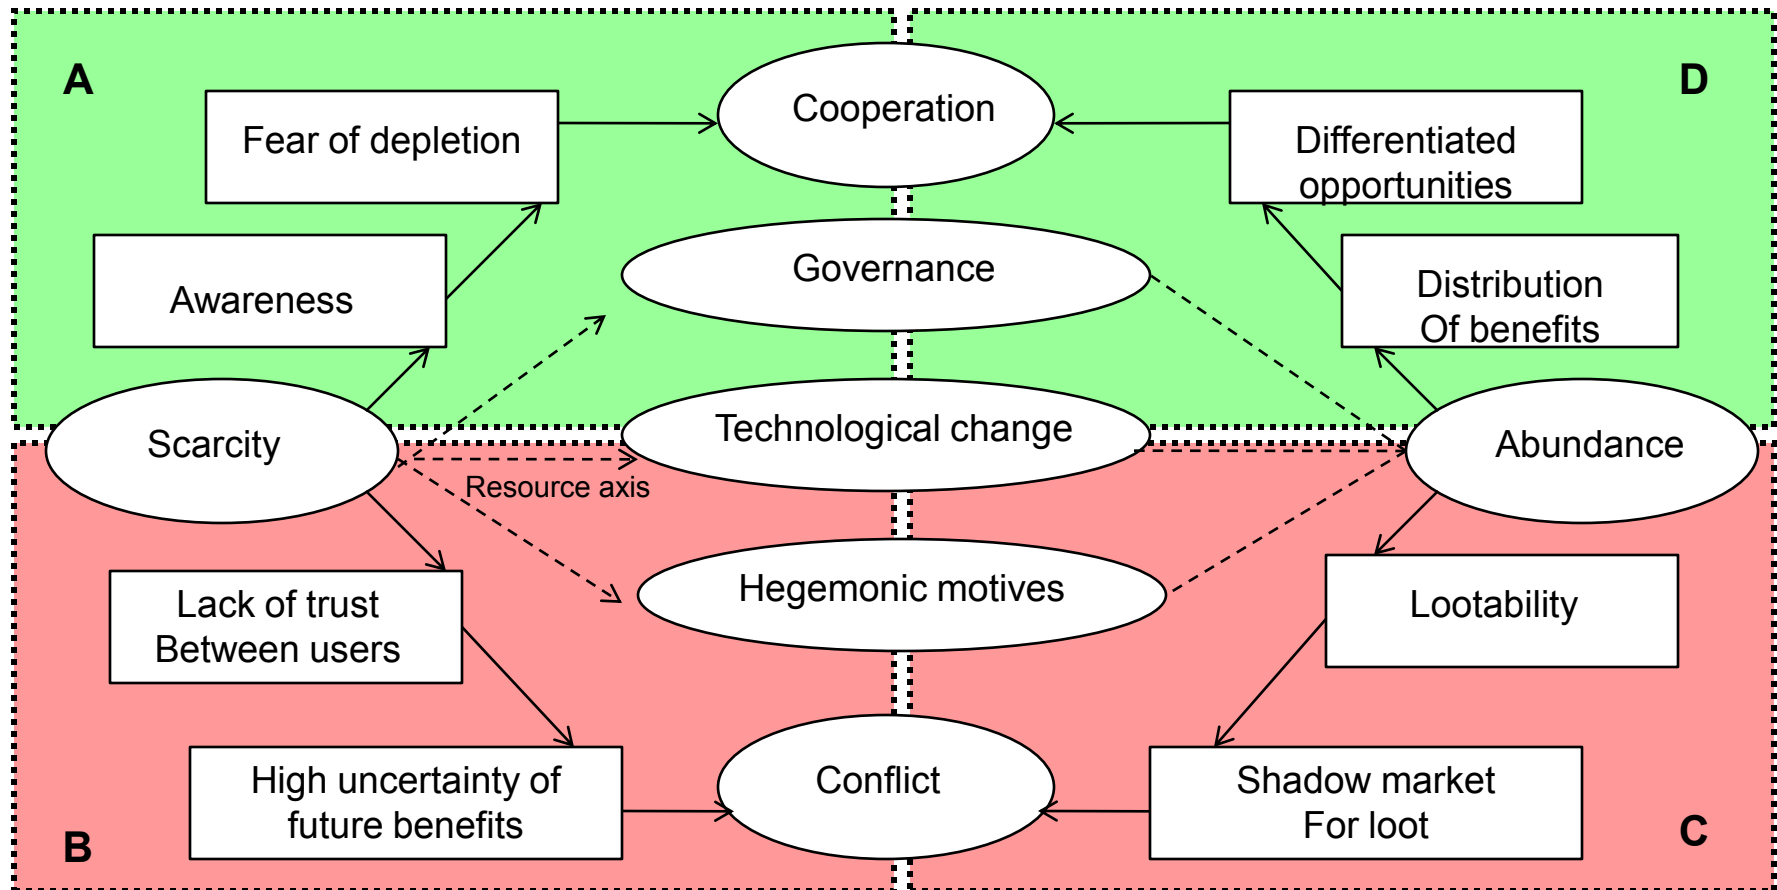 A
D
Cooperation
Fear of depletion
Differentiated
opportunities
Governance
Awareness
Distribution
Of benefits
Technological change
Scarcity
Abundance
Resource axis
Hegemonic motives
Lack of trust
Between users
Lootability
High uncertainty of
future benefits
Conflict
Shadow market
For loot
B
C